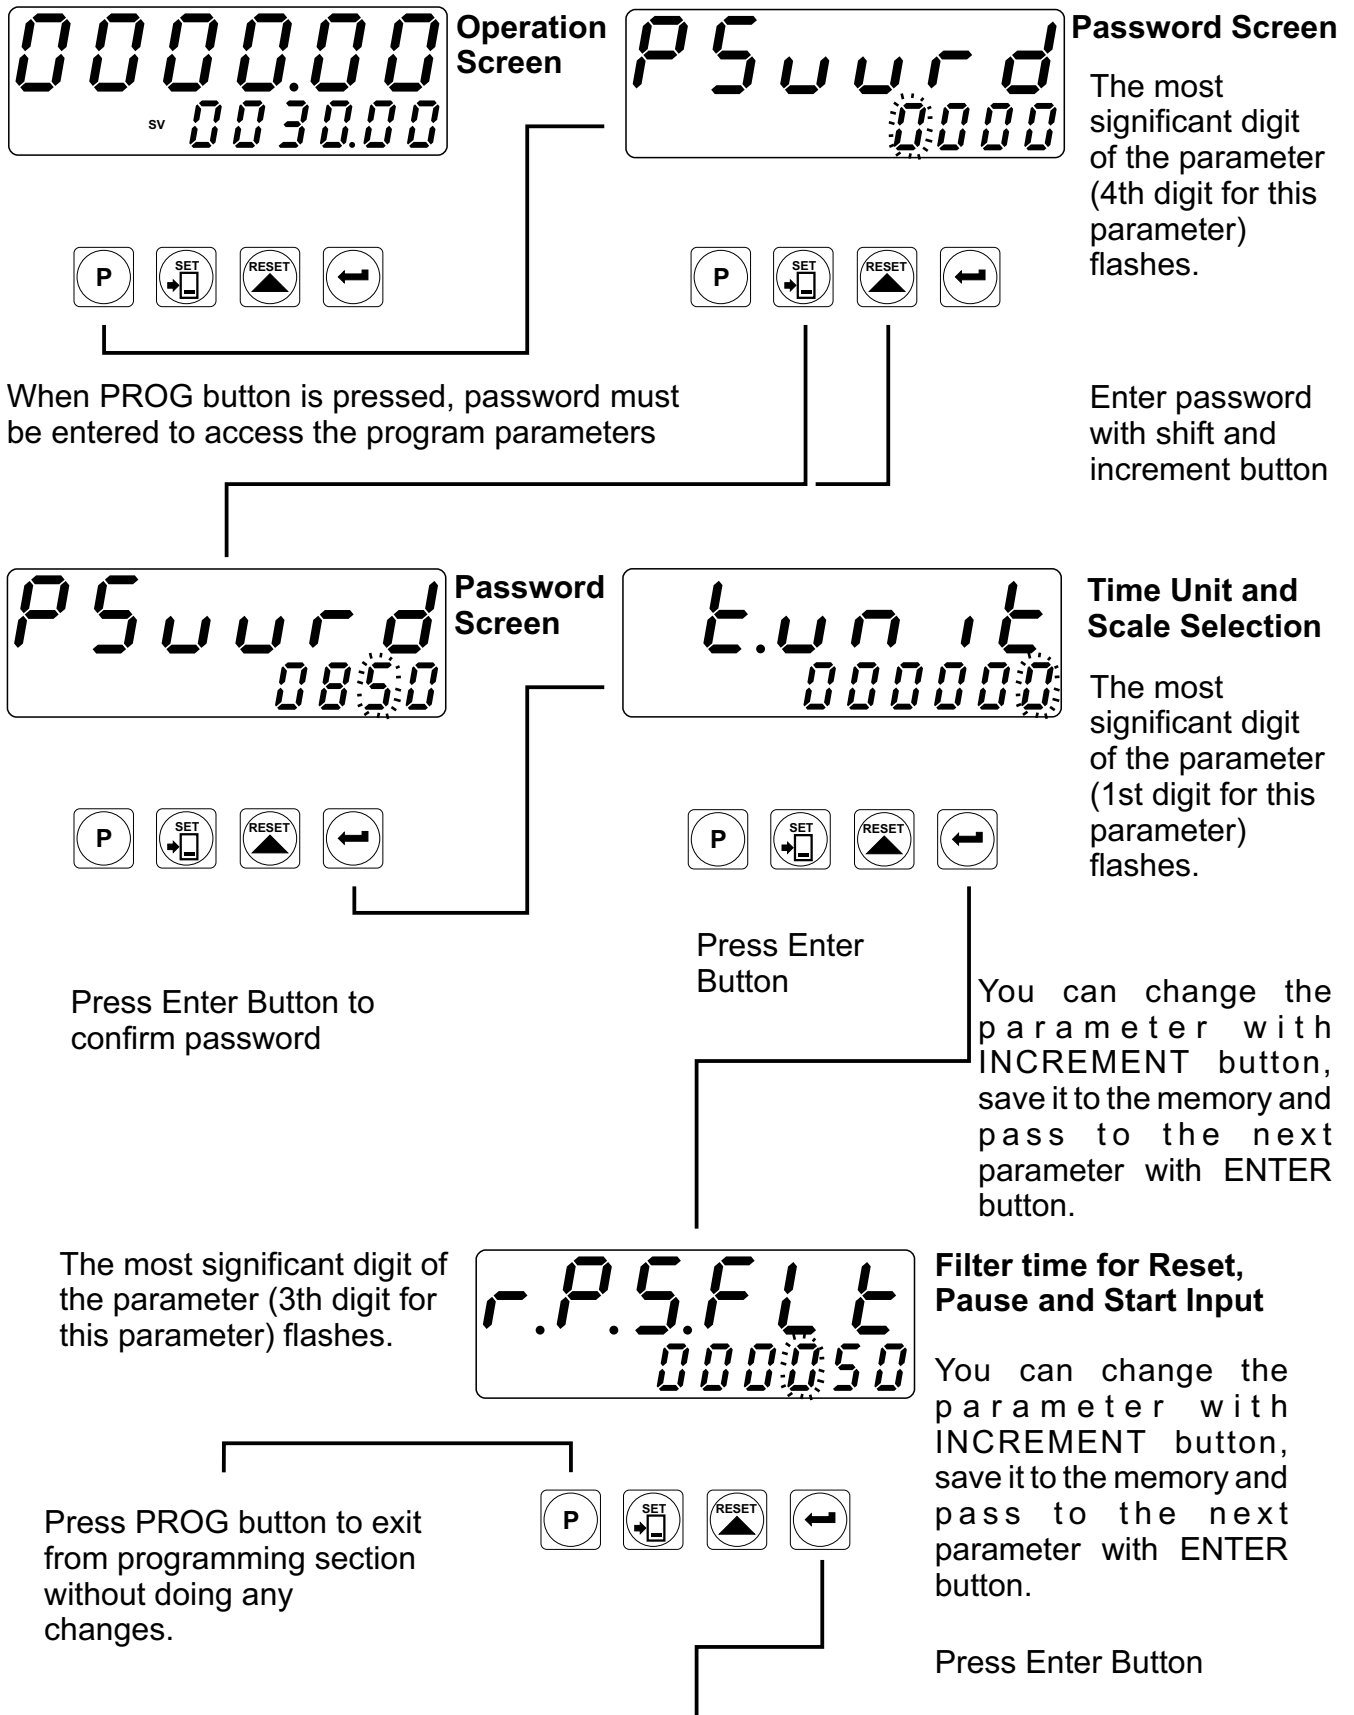 0000.00
SV 0030.00
Operation
Screen
PSuurd
0000
Password Screen
The most
significant digit
of the parameter
(4th digit for this
parameter)
flashes.
P SET RESET
P SET RESET
When PROG button is pressed, password must
be entered to access the program parameters
Enter password
with shift and
increment button
PSuurd
0850
Password
Screen
t.unit
000000
Time Unit and
Scale Selection
The most
significant digit
of the parameter
(1st digit for this
parameter)
flashes.
P SET RESET
P SET RESET
Press Enter Button to
confirm password
Press Enter
Button
You can change the
parameter with
INCREMENT button,
save it to the memory and
pass to the next
parameter with ENTER
button.
The most significant digit of
the parameter (3th digit for
this parameter) flashes.
r.P.S.FLt
000050
Filter time for Reset,
Pause and Start Input
You can change the
parameter with
INCREMENT button,
save it to the memory and
pass to the next
parameter with ENTER
button.
P SET RESET
Press PROG button to exit
from programming section
without doing any
changes.
Press Enter Button